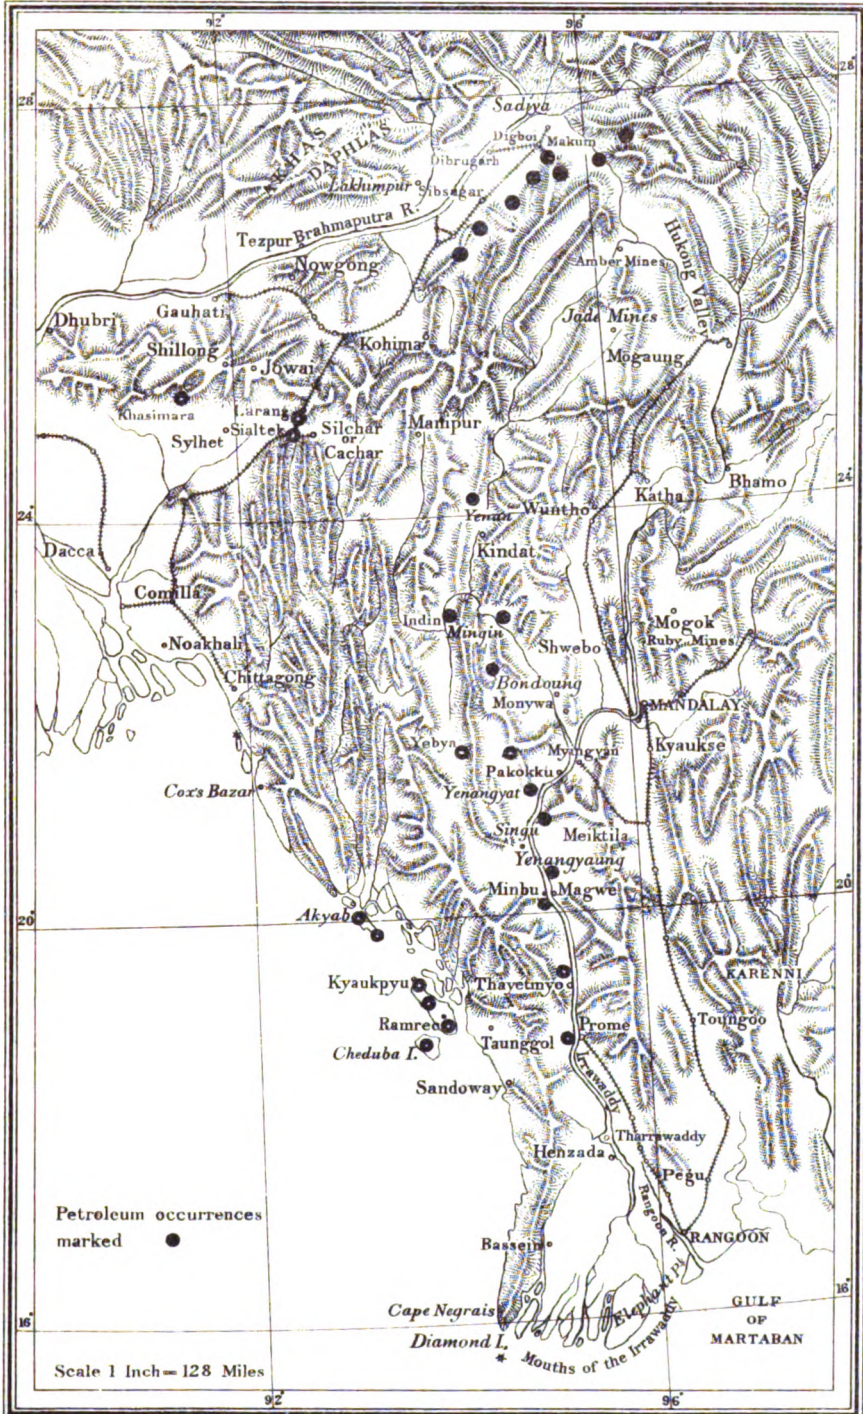 92°
96
28°
28°
Sadiya
Digboi
Makum
AKHAS
DAPHLAS
Dibrugarh
Lakhimpur
Sibsagar
Brahmaputra R.
Tezpur
Nowgong
Hukong Valley
Amber Mines
Gauhati
Dhubri
Jade Mines
Kohima
Shillong
Jowai
Mogaung
Khasimara
Larang
Sialtek
Silchar
or
Cachar
Manipur
Sylhet
Bhamo
Katha
24°
24°
Yenan
Wuntho
Dacca
Kindat
Comilla
Indin
Mingin
Mogok
Ruby Mines
Noakhali
Shwebo
Chittagong
Bondoung
Monywa
MANDALAY
Yebya
Myingyan
Kyaukse
Pakokku
Cox's Bazar
Yenangyat
Singu
Meiktila
Yenangyaung
Minbu
Magwe
20°
20°
Akyab
KARENNI
Kyaukpyu
Thayetmyo
Ramree
Prome
Toungoo
Taunggol
Cheduba I.
Irrawaddy
Sandoway
Tharrawaddy
Henzada
Pegu
Petroleum occurrences
marked
Rangoon R.
RANGOON
Bassein
Elephant Pt.
16°
16°
Cape Negrais
GULF
OF
MARTABAN
Diamond I.
Mouths of the Irrawaddy
Scale 1 Inch = 128 Miles
92°
96°